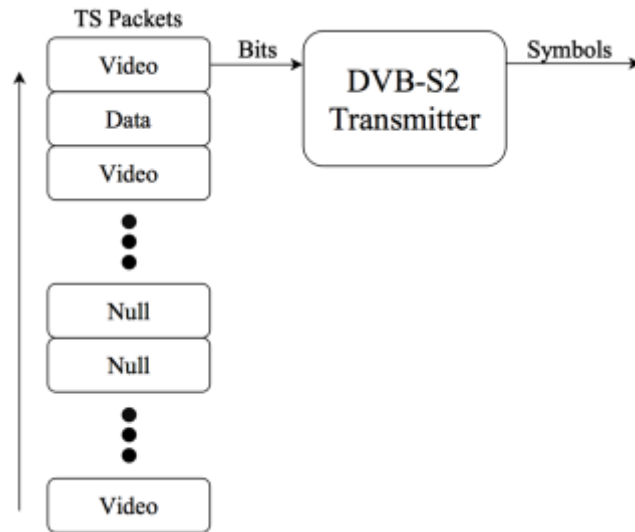 TS Packets
Video
Bits
DVB-S2
Transmitter
Symbols
Data
Video
Null
Null
Video